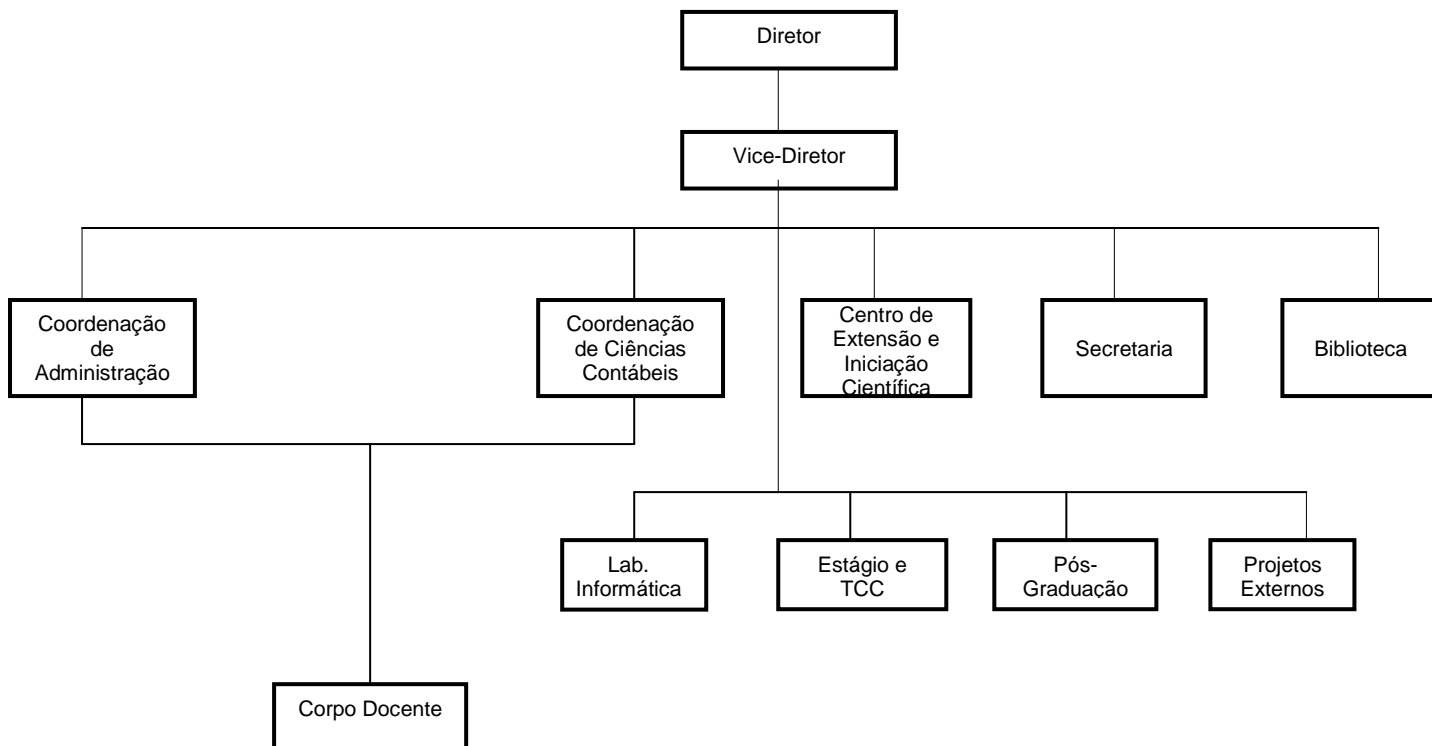 Diretor
Vice-Diretor
Coordenação
de
Administração
Coordenação
de Ciências
Contábeis
Centro de
Extensão e
Iniciação
Científica
Secretaria
Biblioteca
Lab.
Informática
Estágio e
TCC
Pós-
Graduação
Projetos
Externos
Corpo Docente